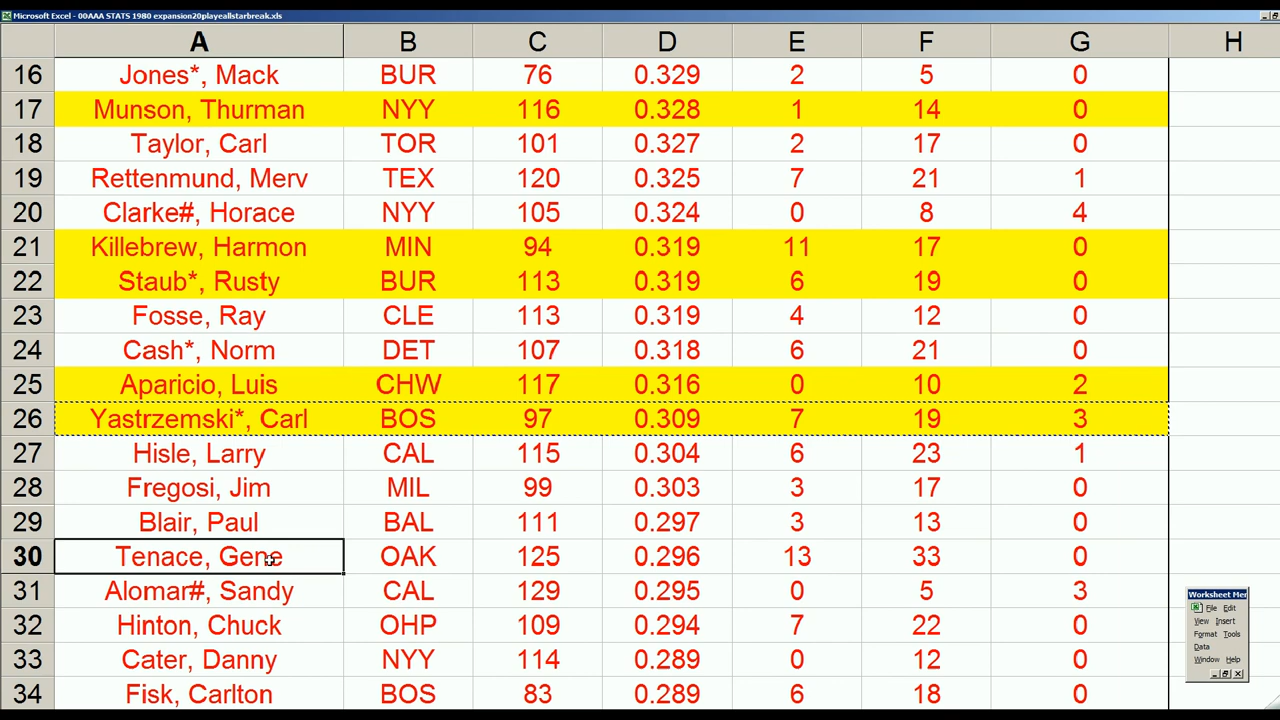 Microsoft Excel - 00AAA STATS 1980 expansion20playeallstarbreak.xls
A B C D E F G H
16 Jones*, Mack BUR 76 0.329 2 5 0
17 Munson, Thurman NYY 116 0.328 1 14 0
18 Taylor, Carl TOR 101 0.327 2 17 0
19 Rettenmund, Merv TEX 120 0.325 7 21 1
20 Clarke#, Horace NYY 105 0.324 0 8 4
21 Killebrew, Harmon MIN 94 0.319 11 17 0
22 Staub*, Rusty BUR 113 0.319 6 19 0
23 Fosse, Ray CLE 113 0.319 4 12 0
24 Cash*, Norm DET 107 0.318 6 21 0
25 Aparicio, Luis CHW 117 0.316 0 10 2
26 Yastrzemski*, Carl BOS 97 0.309 7 19 3
27 Hisle, Larry CAL 115 0.304 6 23 1
28 Fregosi, Jim MIL 99 0.303 3 17 0
29 Blair, Paul BAL 111 0.297 3 13 0
30 Tenace, Gene OAK 125 0.296 13 33 0
31 Alomar#, Sandy CAL 129 0.295 0 5 3
32 Hinton, Chuck OHP 109 0.294 7 22 0
33 Cater, Danny NYY 114 0.289 0 12 0
34 Fisk, Carlton BOS 83 0.289 6 18 0
Worksheet Mer
File Edit
View Insert
Format Tools
Data
Window Help